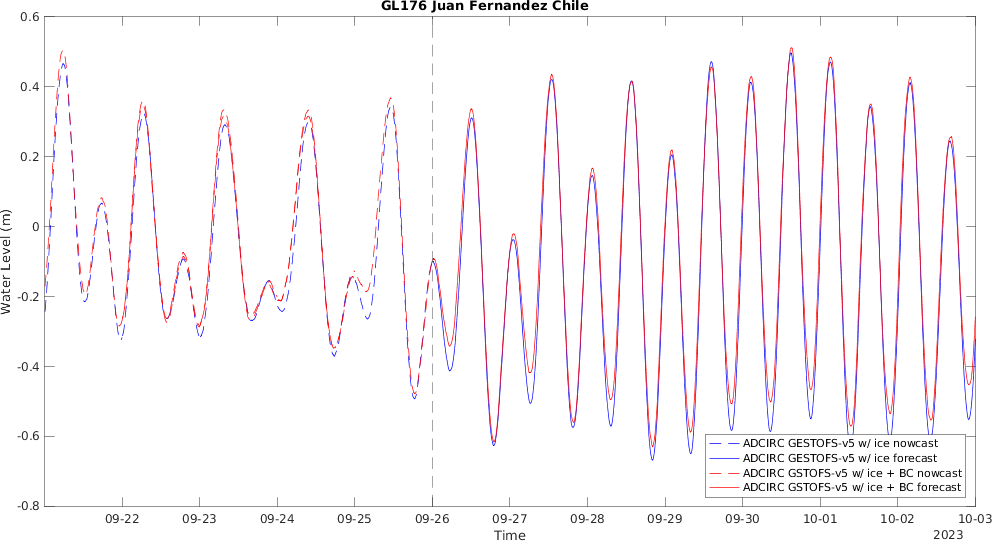 GL176 Juan Fernandez Chile
0.6
0.4
0.2
0
-0.2
-0.4
-0.6
-0.8
Water Level (m)
ADCIRC GESTOFS-v5 w/ ice nowcast
ADCIRC GESTOFS-v5 w/ ice forecast
ADCIRC GSTOFS-v5 w/ ice + BC nowcast
ADCIRC GSTOFS-v5 w/ ice + BC forecast
09-22 09-23 09-24 09-25 09-26 09-27 09-28 09-29 09-30 10-01 10-02 10-03
Time
2023